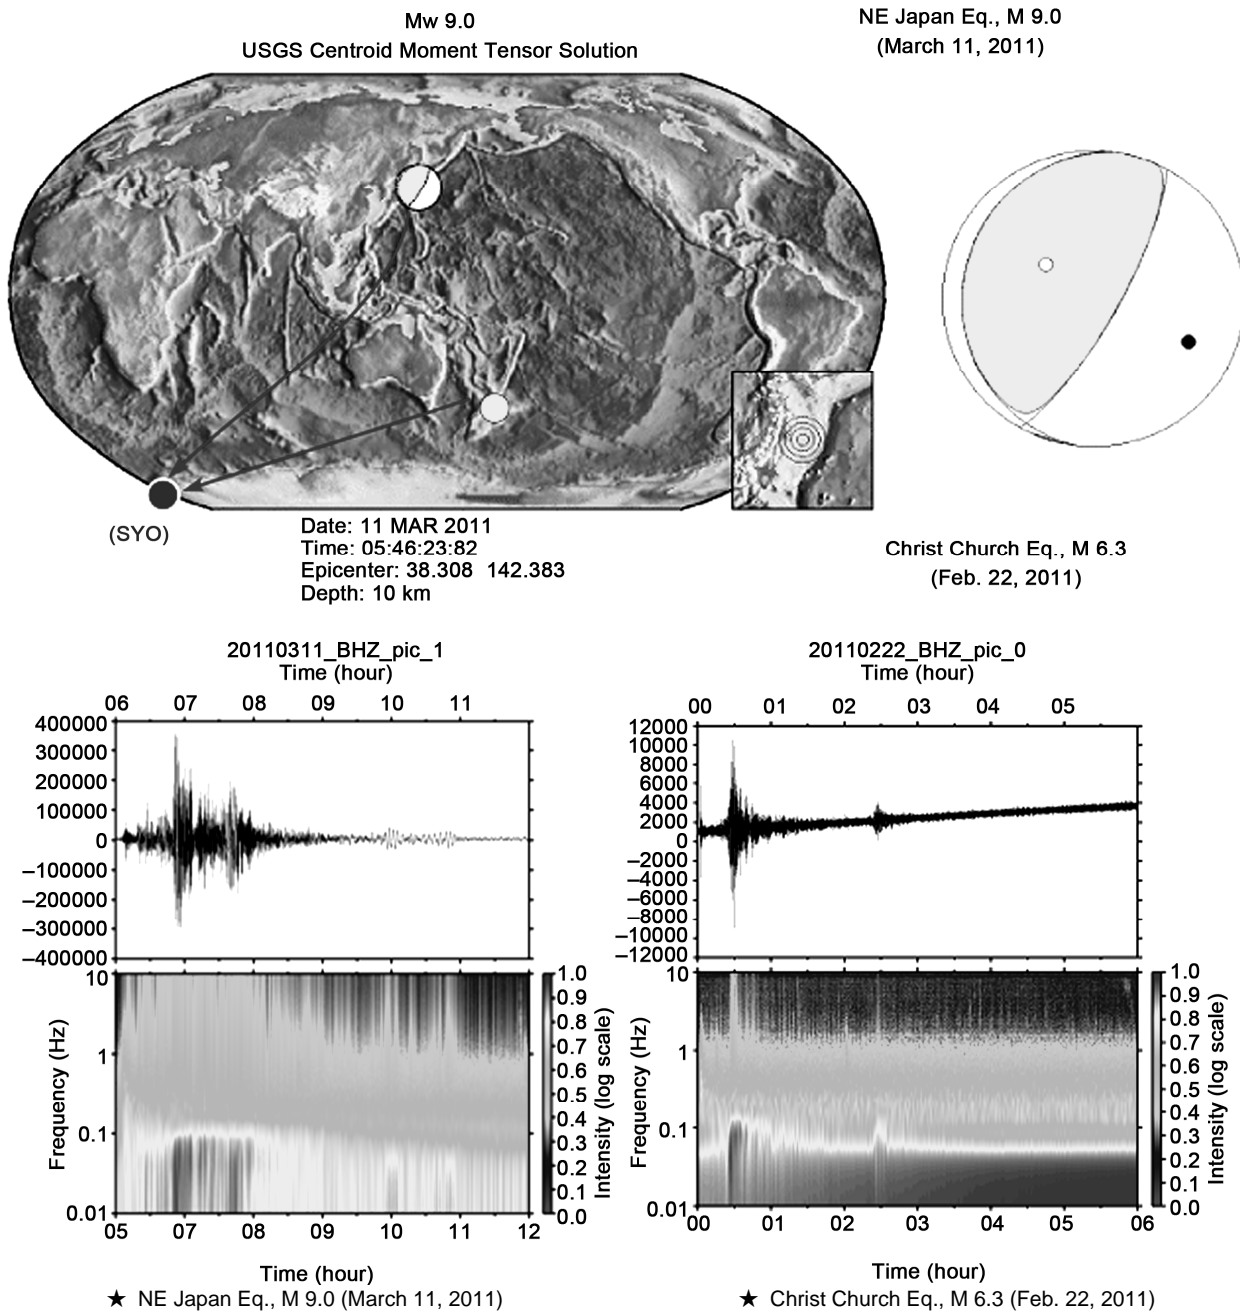 Mw 9.0
USGS Centroid Moment Tensor Solution
NE Japan Eq., M 9.0
(March 11, 2011)
(SYO)
Date: 11 MAR 2011
Time: 05:46:23:82
Epicenter: 38.308 142.383
Depth: 10 km
Christ Church Eq., M 6.3
(Feb. 22, 2011)
20110311_BHZ_pic_1
Time (hour)
06 07 08 09 10 11
400000
300000
200000
100000
0
–100000
–200000
–300000
–400000
10
1
0.1
0.01
Frequency (Hz)
05 07 08 09 10 11 12
1.0
0.9
0.8
0.7
0.6
0.5
0.4
0.3
0.2
0.1
0.0
Intensity (log scale)
Time (hour)
★ NE Japan Eq., M 9.0 (March 11, 2011)
20110222_BHZ_pic_0
Time (hour)
00 01 02 03 04 05
12000
10000
8000
6000
4000
2000
0
–2000
–4000
–6000
–8000
–10000
–12000
10
1
0.1
0.01
Frequency (Hz)
00 01 02 03 04 05 06
1.0
0.9
0.8
0.7
0.6
0.5
0.4
0.3
0.2
0.1
0.0
Intensity (log scale)
Time (hour)
★ Christ Church Eq., M 6.3 (Feb. 22, 2011)